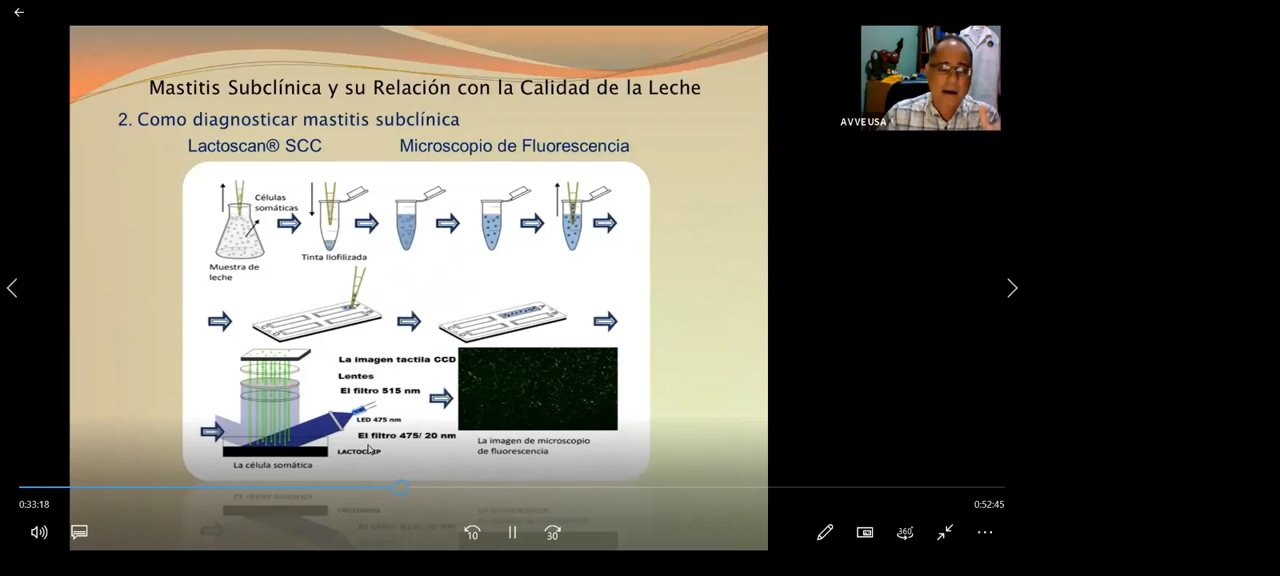 Mastitis Subclínica y su Relación con la Calidad de la Leche
2. Como diagnosticar mastitis subclínica
Lactoscan® SCC
Microscopio de Fluorescencia
Células
somáticas
Muestra de
leche
Tinta liofilizada
La imagen tactila CCD
Lentes
El filtro 515 nm
LED 475 nm
El filtro 475/ 20 nm
La célula somática
La imagen de microscopio
de fluorescencia
AVVEUSA
0:33:18
0:52:45
10
30
360